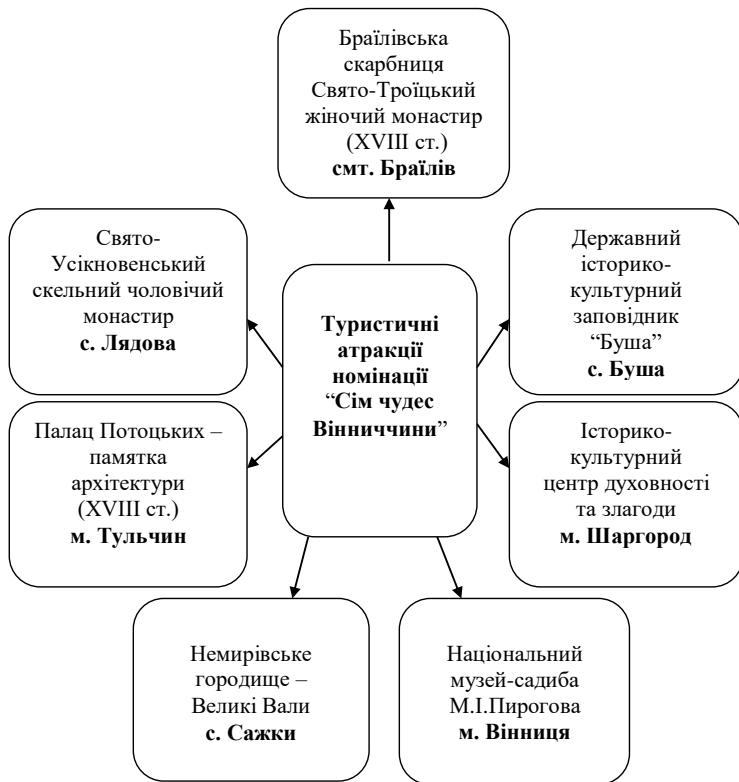 Браїлівська
скарбниця
Свято-Троїцький
жіночий монастир
(XVIII ст.)
смт. Браїлів
Свято-
Усікновенський
скельний чоловічий
монастир
с. Лядова
Державний
історико-
культурний
заповідник
“Буша”
с. Буша
Туристичні
атракції
номінації
“Сім чудес
Вінниччини”
Палац Потоцьких –
памятка
архітектури
(XVIII ст.)
м. Тульчин
Історико-
культурний
центр духовності
та злагоди
м. Шаргород
Немирівське
городище –
Великі Вали
с. Сажки
Національний
музей-садиба
М.І.Пирогова
м. Вінниця